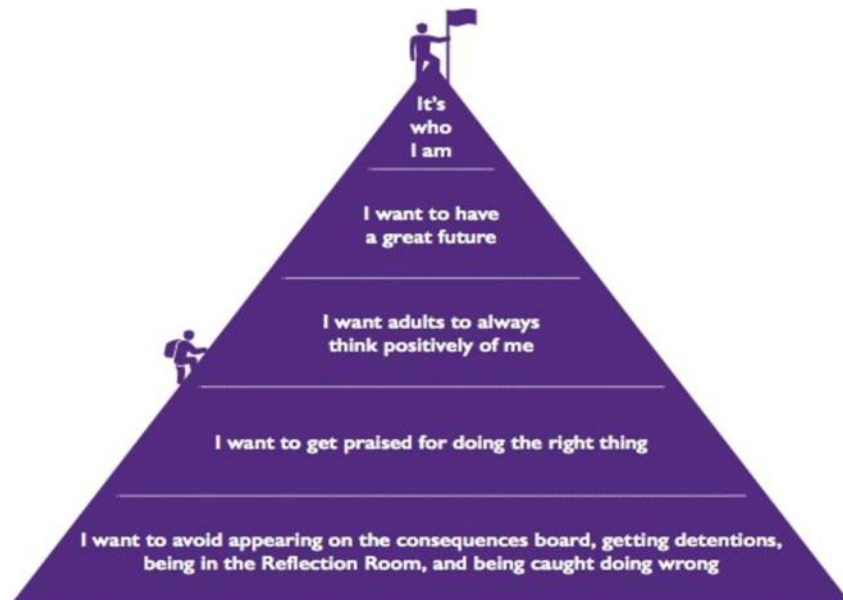 It's
who
I am
I want to have
a great future
I want adults to always
think positively of me
I want to get praised for doing the right thing
I want to avoid appearing on the consequences board, getting detentions,
being in the Reflection Room, and being caught doing wrong